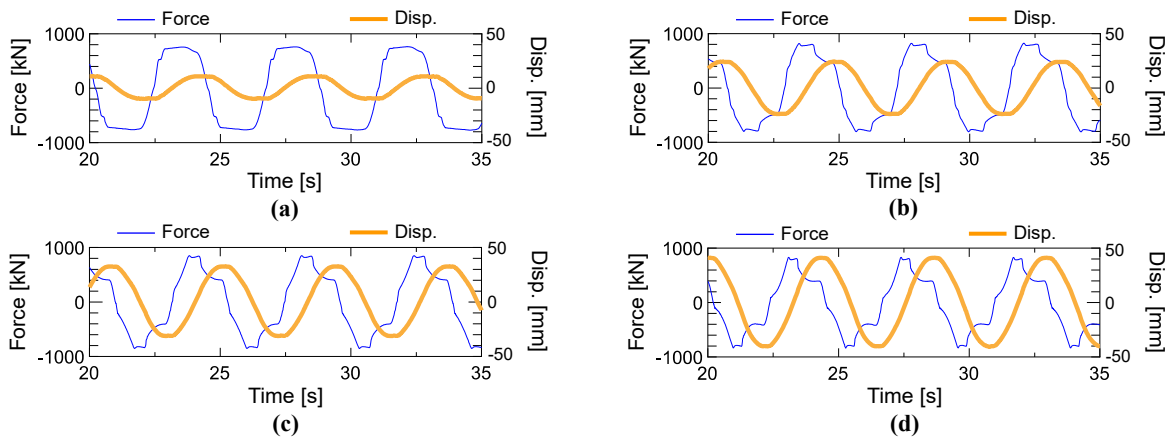 Force Disp.
1000 0 -1000
Force [kN]
50 0 -50
Disp. [mm]
20 25 30 35
Time [s]
(a)
Force Disp.
1000 0 -1000
Force [kN]
50 0 -50
Disp. [mm]
20 25 30 35
Time [s]
(b)
Force Disp.
1000 0 -1000
Force [kN]
50 0 -50
Disp. [mm]
20 25 30 35
Time [s]
(c)
Force Disp.
1000 0 -1000
Force [kN]
50 0 -50
Disp. [mm]
20 25 30 35
Time [s]
(d)